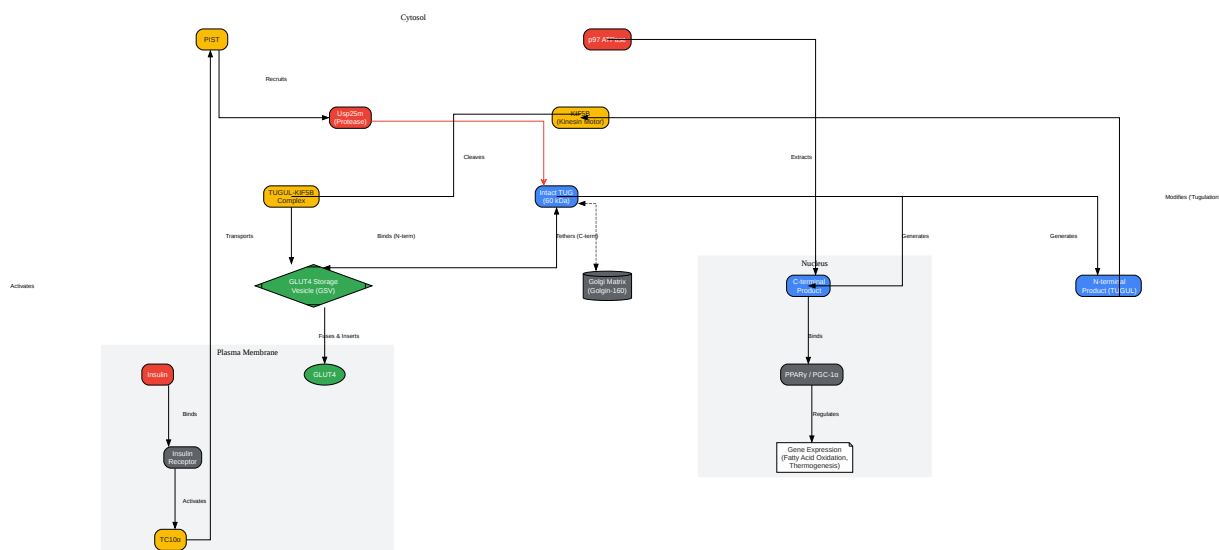 Cytosol
PIST
p97 ATPase
Recruits
Usp25m
(Protease)
KIF5B
(Kinesin Motor)
Cleaves
Extracts
TUGUL-KIF5B
Complex
Intact TUG
(60 kDa)
Modifies ('Tugulation
Transports
Binds (N-term)
Tethers (C-term)
Generates
Generates
Nucleus
Activates
GLUT4 Storage
Vesicle (GSV)
Golgi Matrix
(Golgin-160)
C-terminal
Product
N-terminal
Product (TUGUL)
Fuses & Inserts
Binds
Plasma Membrane
Insulin
GLUT4
PPARγ / PGC-1α
Binds
Regulates
Insulin
Receptor
Gene Expression
(Fatty Acid Oxidation,
Thermogenesis)
Activates
TC10α